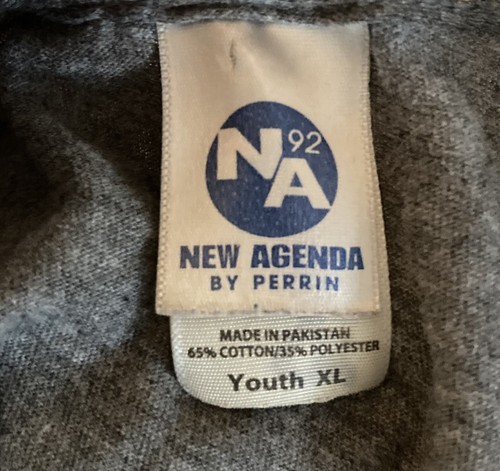 NA 92
NEW AGENDA
BY PERRIN
MADE IN PAKISTAN
65% COTTON/35% POLYESTER
Youth XL